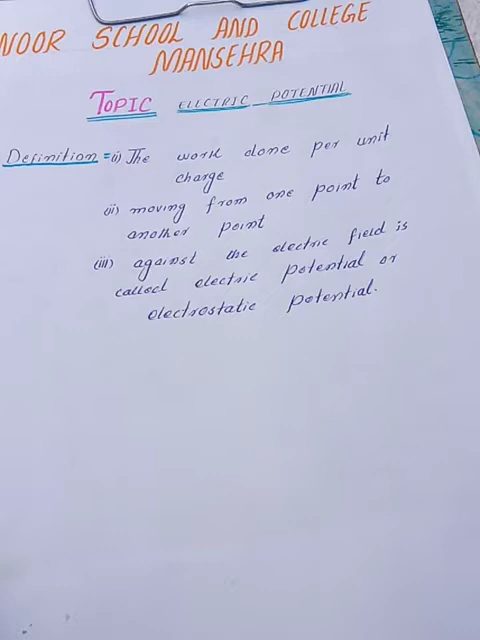 NOOR SCHOOL AND COLLEGE
MANSEHRA
TOPIC ELECTRIC POTENTIAL
Definition = (i) The work done per unit
charge
(ii) moving from one point to
another point
(iii) against the electric field is
called electric potential or
electrostatic potential.